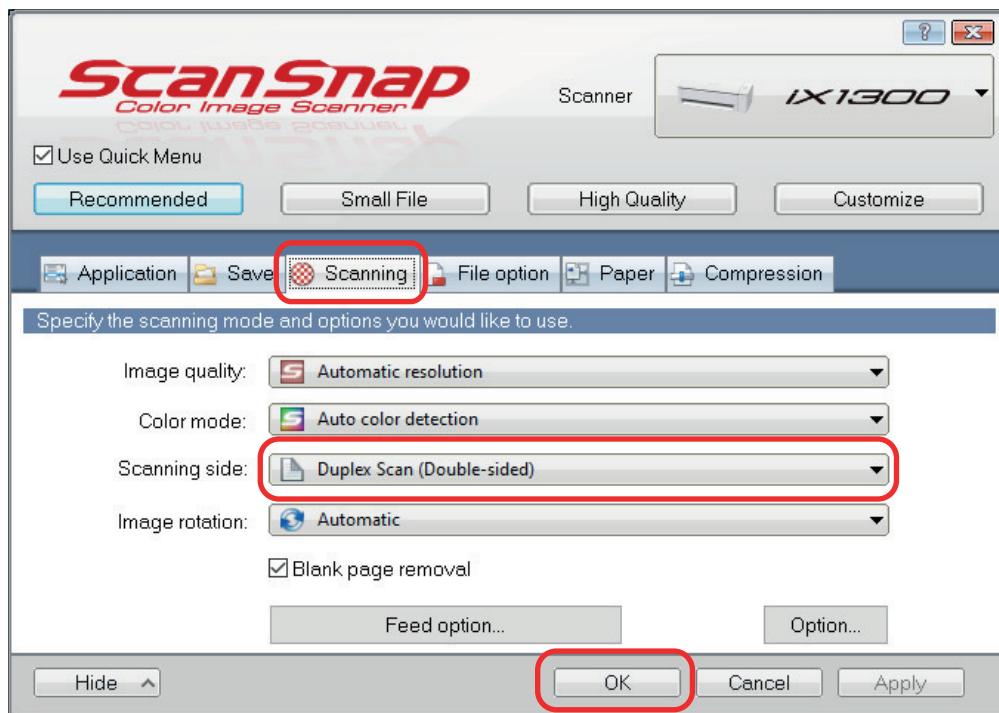 ScanSnap
Color Image Scanner
Scanner
iX1300
Use Quick Menu
Recommended
Small File
High Quality
Customize
Application
Save
Scanning
File option
Paper
Compression
Specify the scanning mode and options you would like to use.
Image quality: Automatic resolution
Color mode: Auto color detection
Scanning side: Duplex Scan (Double-sided)
Image rotation: Automatic
Blank page removal
Feed option...
Option...
Hide
OK
Cancel
Apply